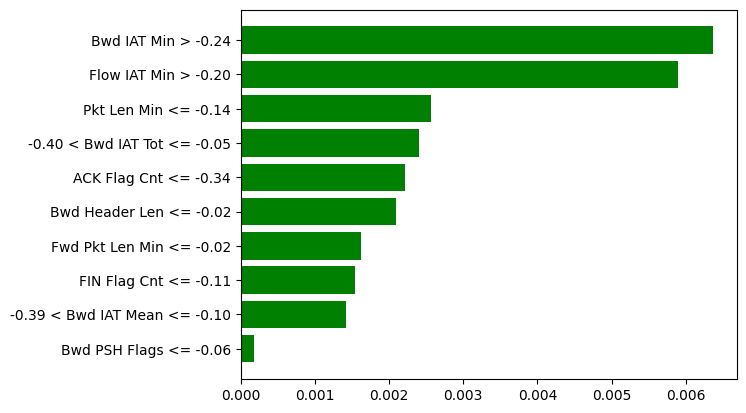 Bwd IAT Min > -0.24
Flow IAT Min > -0.20
Pkt Len Min <= -0.14
-0.40 < Bwd IAT Tot <= -0.05
ACK Flag Cnt <= -0.34
Bwd Header Len <= -0.02
Fwd Pkt Len Min <= -0.02
FIN Flag Cnt <= -0.11
-0.39 < Bwd IAT Mean <= -0.10
Bwd PSH Flags <= -0.06
0.000 0.001 0.002 0.003 0.004 0.005 0.006